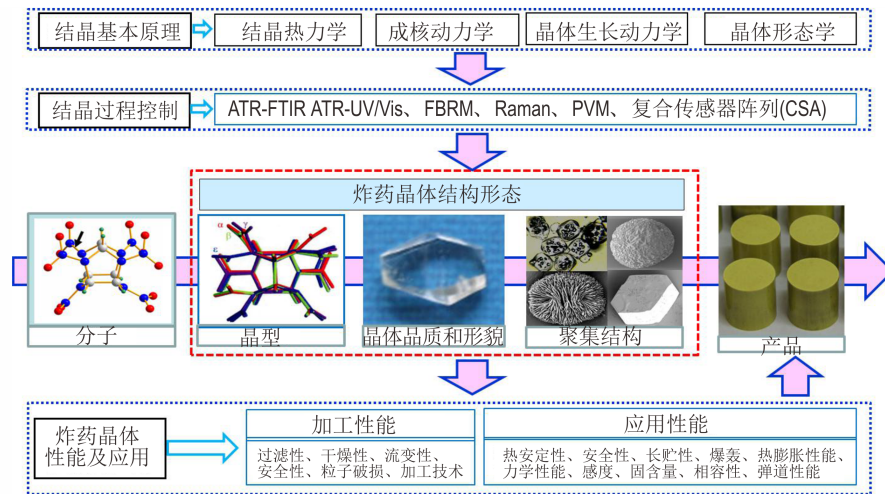 结晶基本原理
结晶热力学
成核动力学
晶体生长动力学
晶体形态学
结晶过程控制
ATR-FTIR ATR-UV/Vis、FBRM、Raman、PVM、复合传感器阵列(CSA)
炸药晶体结构形态
α
γ
β
ε
分子
晶型
晶体品质和形貌
聚集结构
产品
炸药晶体
性能及应用
加工性能
过滤性、干燥性、流变性、
安全性、粒子破损、加工技术
应用性能
热安定性、安全性、长贮性、爆轰、热膨胀性能、
力学性能、感度、固含量、相容性、弹道性能